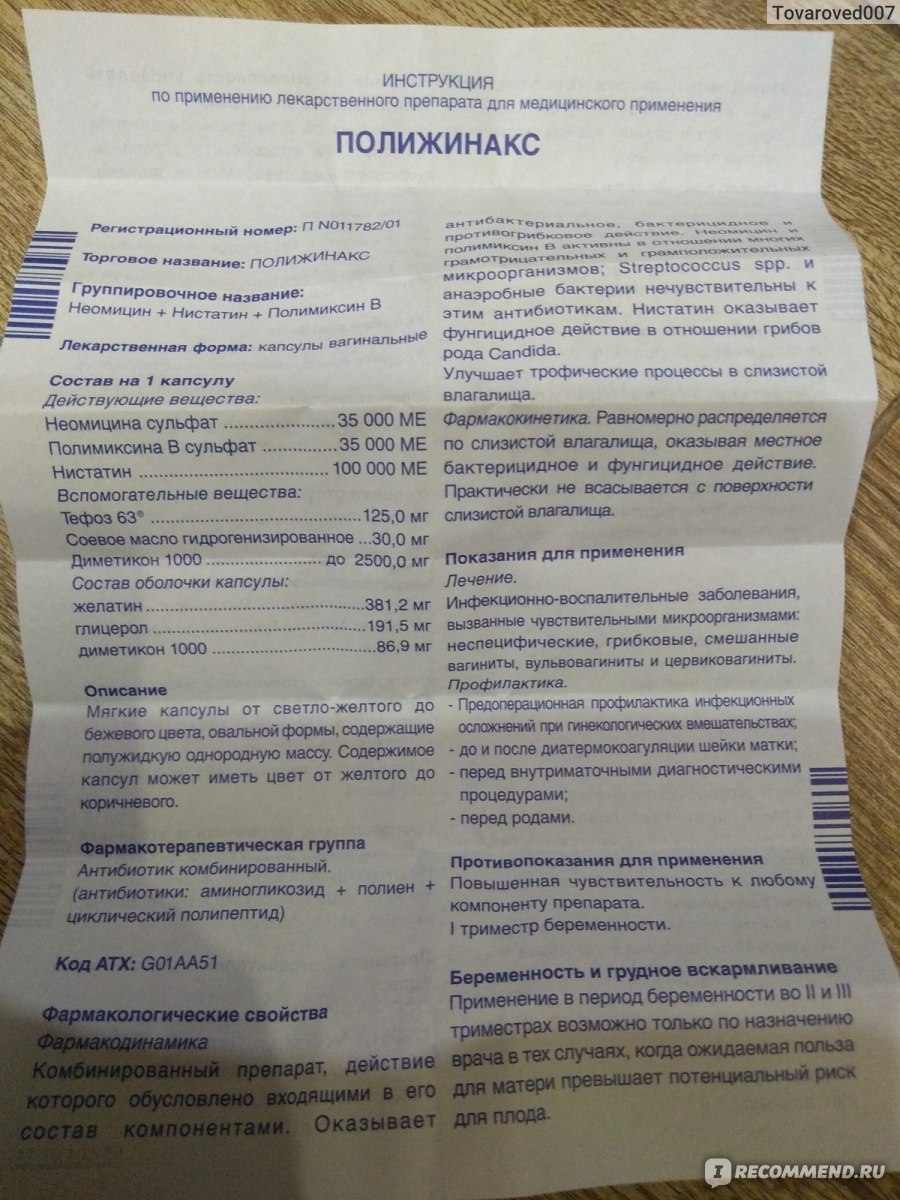 Tovaroved007
ИНСТРУКЦИЯ
по применению лекарственного препарата для медицинского применения
ПОЛИЖИНАКС
Регистрационный номер: П N011782/01
Торговое название: ПОЛИЖИНАКС
Группировочное название:
Неомицин + Нистатин + Полимиксин В
Лекарственная форма: капсулы вагинальные
Состав на 1 капсулу
Действующие вещества:
Неомицина сульфат ..................... 35 000 МЕ
Полимиксина В сульфат .............. 35 000 МЕ
Нистатин ................................... 100 000 МЕ
Вспомогательные вещества:
Тефоз 63® ................................... 125,0 мг
Соевое масло гидрогенизированное ...30,0 мг
Диметикон 1000 .................... до 2500,0 мг
Состав оболочки капсулы:
желатин ..................................... 381,2 мг
глицерол .................................... 191,5 мг
диметикон 1000 ........................... 86,9 мг
Описание
Мягкие капсулы от светло-желтого до
бежевого цвета, овальной формы, содержащие
полужидкую однородную массу. Содержимое
капсул может иметь цвет от желтого до
коричневого.
Фармакотерапевтическая группа
Антибиотик комбинированный.
(антибиотики: аминогликозид + полиен +
циклический полипептид)
Код АТХ: G01AA51
Фармакологические свойства
Фармакодинамика
Комбинированный препарат, действие
которого обусловлено входящими в его
состав компонентами. Оказывает
антибактериальное, бактерицидное и
противогрибковое действие. Неомицин и
полимиксин В активны в отношении многих
грамотрицательных и грамположительных
микроорганизмов; Streptococcus spp. и
анаэробные бактерии нечувствительны к
этим антибиотикам. Нистатин оказывает
фунгицидное действие в отношении грибов
рода Candida.
Улучшает трофические процессы в слизистой
влагалища.
Фармакокинетика. Равномерно распределяется
по слизистой влагалища, оказывая местное
бактерицидное и фунгицидное действие.
Практически не всасывается с поверхности
слизистой влагалища.
Показания для применения
Лечение.
Инфекционно-воспалительные заболевания,
вызванные чувствительными микроорганизмами:
неспецифические, грибковые, смешанные
вагиниты, вульвовагиниты и цервиковагиниты.
Профилактика.
- Предоперационная профилактика инфекционных
осложнений при гинекологических вмешательствах;
- до и после диатермокоагуляции шейки матки;
- перед внутриматочными диагностическими
процедурами;
- перед родами.
Противопоказания для применения
Повышенная чувствительность к любому
компоненту препарата.
I триместр беременности.
Беременность и грудное вскармливание
Применение в период беременности во II и III
триместрах возможно только по назначению
врача в тех случаях, когда ожидаемая польза
для матери превышает потенциальный риск
для плода.
IRECOMMEND.RU